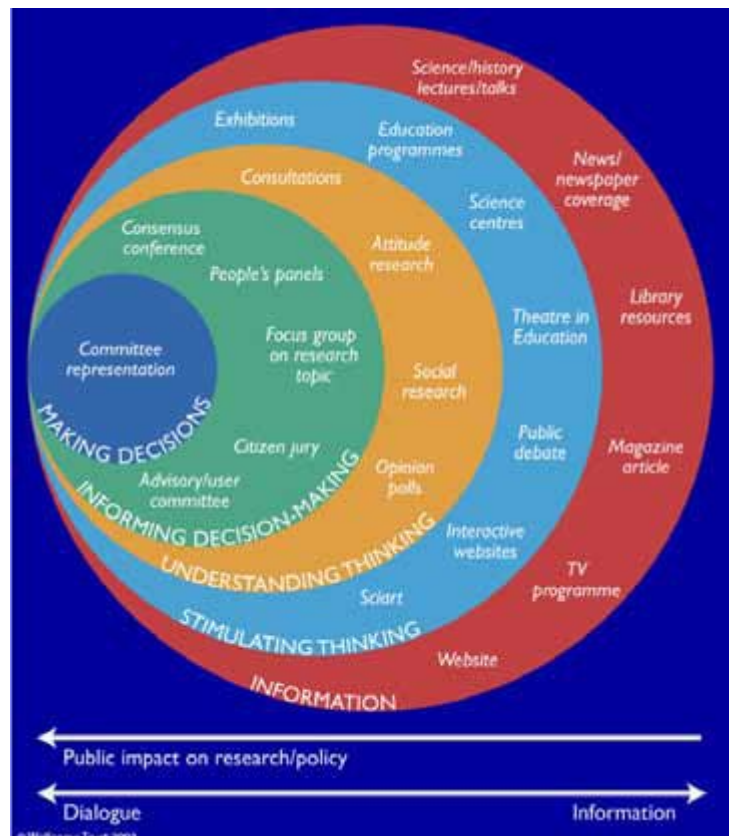 Science/history
lectures/talks
Exhibitions
Education
programmes
News/
newspaper
coverage
Consultations
Science
centres
Consensus
conference
Attitude
research
People's panels
Library
resources
Theatre in
Education
Focus group
on research
topic
Committee
representation
Social
research
MAKING DECISIONS
Public
debate
Magazine
article
Citizen jury
Opinion
polls
Advisory/user
committee
INFORMING DECISION-MAKING
Interactive
websites
UNDERSTANDING THINKING
TV
programme
Sciart
STIMULATING THINKING
Website
INFORMATION
Public impact on research/policy
Dialogue
Information